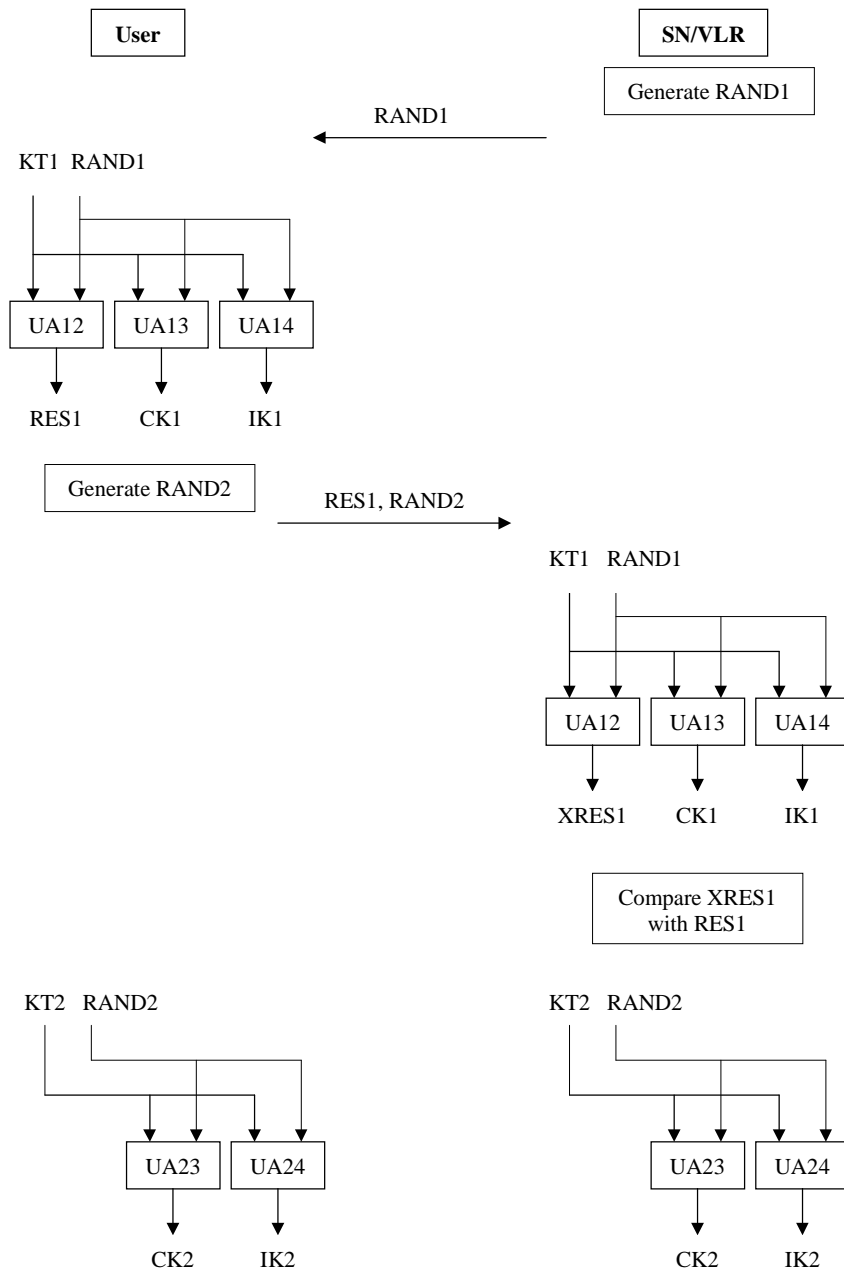 User SN/VLR
Generate RAND1
RAND1
KT1 RAND1
UA12 UA13 UA14
RES1 CK1 IK1
Generate RAND2
RES1, RAND2
KT1 RAND1
UA12 UA13 UA14
XRES1 CK1 IK1
Compare XRES1
with RES1
KT2 RAND2 KT2 RAND2
UA23 UA24 UA23 UA24
CK2 IK2 CK2 IK2